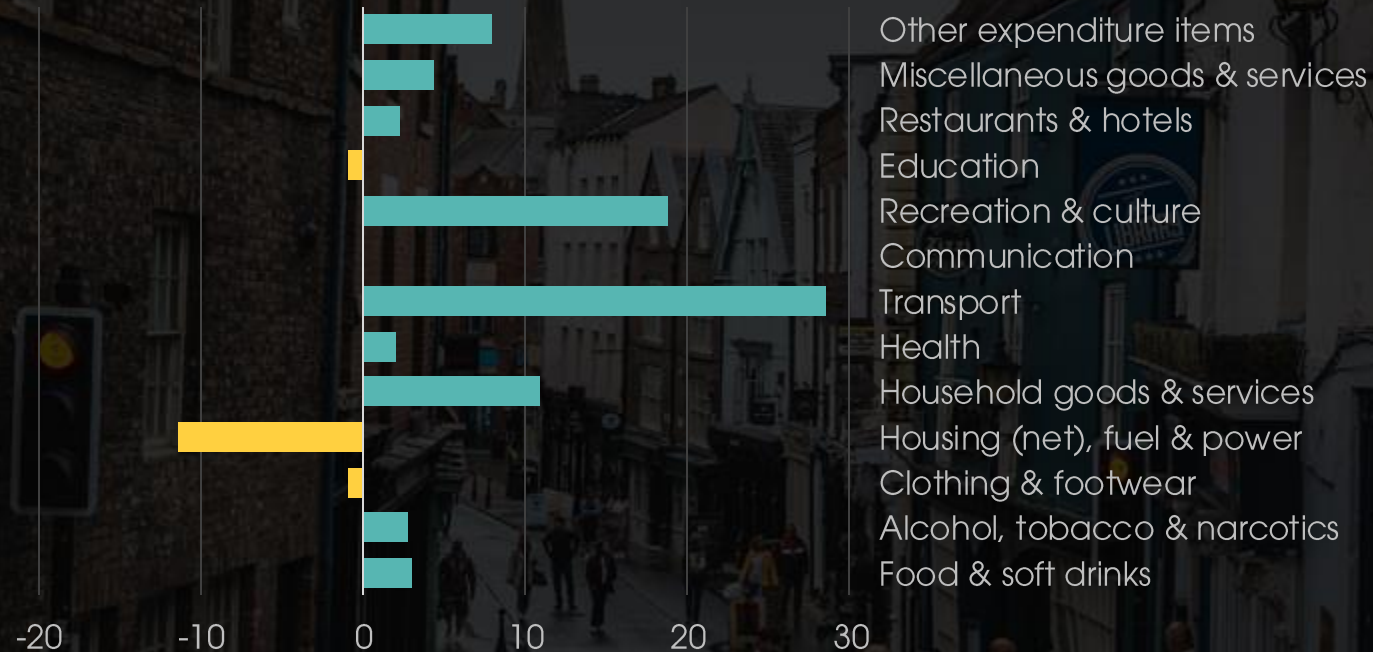 Other expenditure items
Miscellaneous goods & services
Restaurants & hotels
Education
Recreation & culture
Communication
Transport
Health
Household goods & services
Housing (net), fuel & power
Clothing & footwear
Alcohol, tobacco & narcotics
Food & soft drinks
-20 -10 0 10 20 30